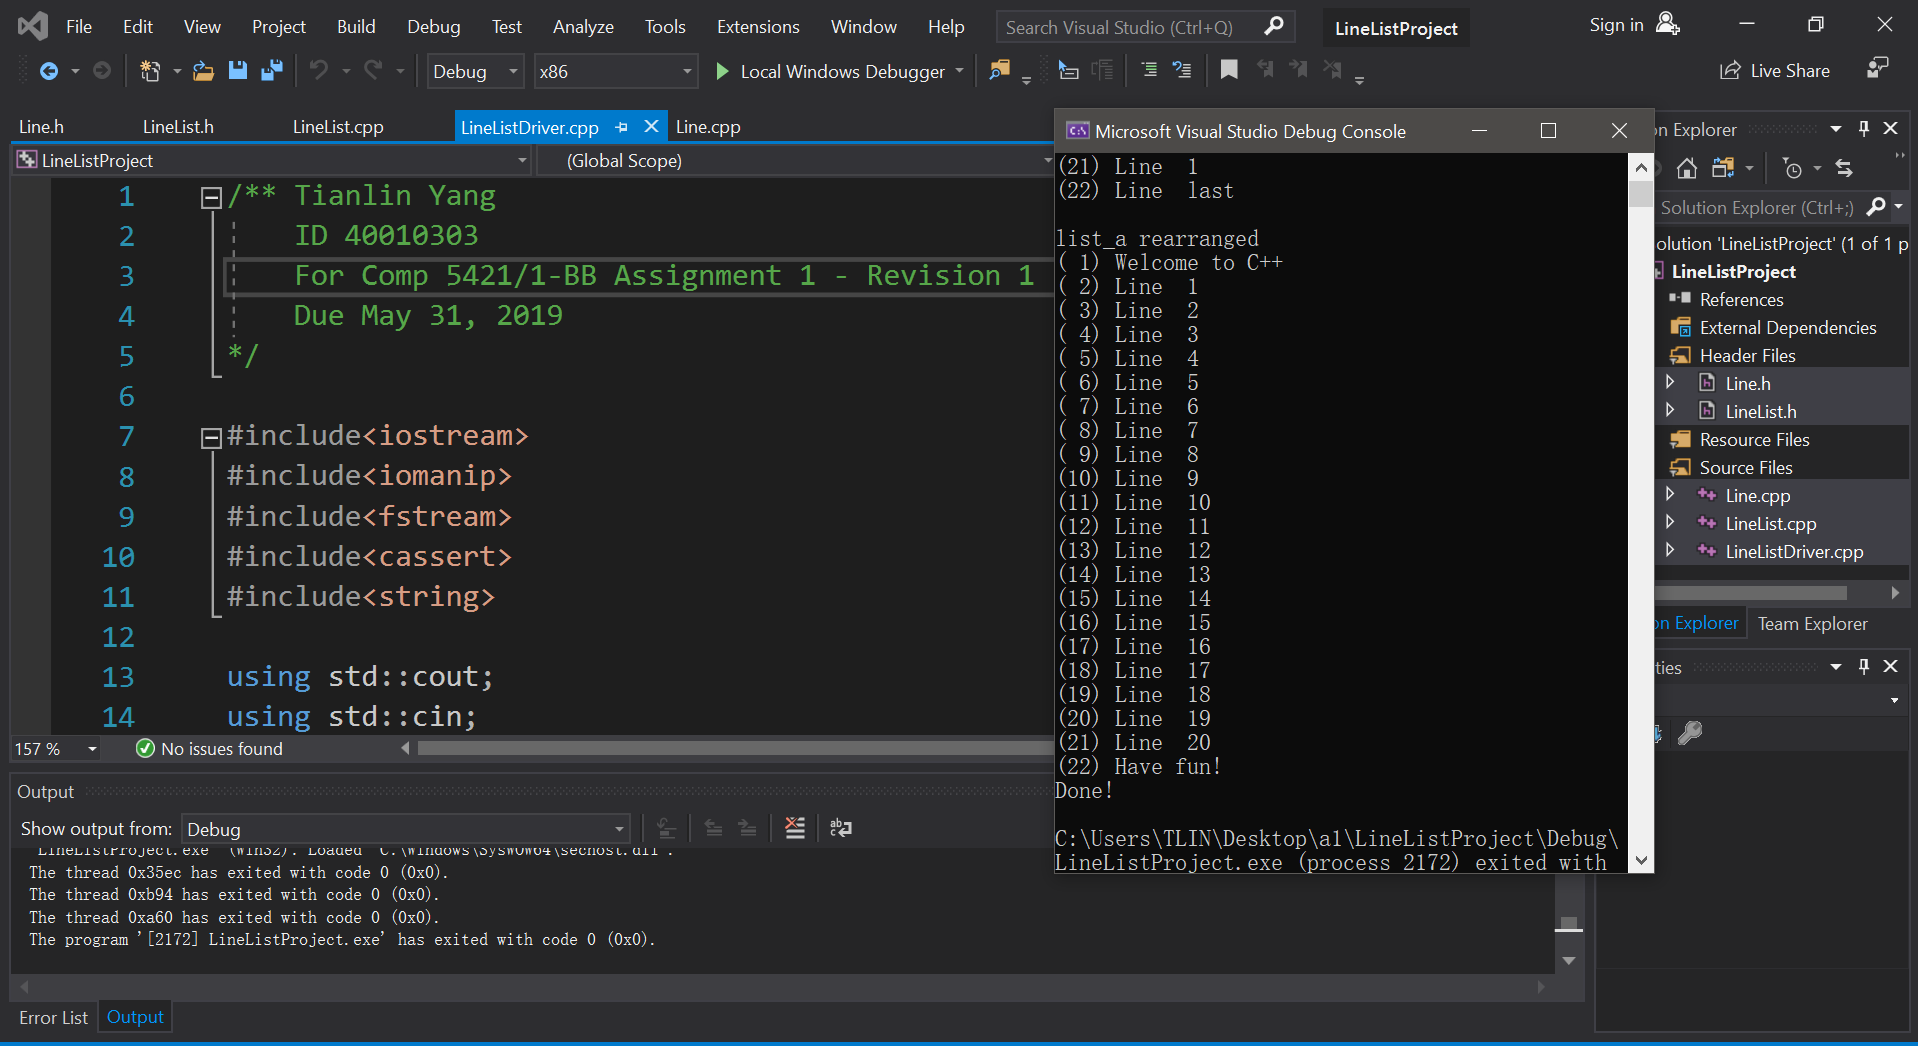 File Edit View Project Build Debug Test Analyze Tools Extensions Window Help Search Visual Studio (Ctrl+Q) LineListProject Sign in
Debug x86 Local Windows Debugger Live Share
Line.h LineList.h LineList.cpp LineListDriver.cpp Line.cpp
LineListProject (Global Scope)
1 /** Tianlin Yang
2 ID 40010303
3 For Comp 5421/1-BB Assignment 1 - Revision 1
4 Due May 31, 2019
5 */
6
7 #include<iostream>
8 #include<iomanip>
9 #include<fstream>
10 #include<cassert>
11 #include<string>
12
13 using std::cout;
14 using std::cin;
157 % No issues found
Output
Show output from: Debug
'LineListProject.exe' (Win32): Loaded 'C:\Windows\SysWOW64\sechost.dll'.
The thread 0x35ec has exited with code 0 (0x0).
The thread 0xb94 has exited with code 0 (0x0).
The thread 0xa60 has exited with code 0 (0x0).
The program '[2172] LineListProject.exe' has exited with code 0 (0x0).
Error List Output
Microsoft Visual Studio Debug Console
(21) Line 1
(22) Line last
list_a rearranged
( 1) Welcome to C++
( 2) Line 1
( 3) Line 2
( 4) Line 3
( 5) Line 4
( 6) Line 5
( 7) Line 6
( 8) Line 7
( 9) Line 8
(10) Line 9
(11) Line 10
(12) Line 11
(13) Line 12
(14) Line 13
(15) Line 14
(16) Line 15
(17) Line 16
(18) Line 17
(19) Line 18
(20) Line 19
(21) Line 20
(22) Have fun!
Done!
C:\Users\TLIN\Desktop\a1\LineListProject\Debug\
LineListProject.exe (process 2172) exited with
on Explorer
Solution Explorer (Ctrl+;)
olution 'LineListProject' (1 of 1 p
LineListProject
References
External Dependencies
Header Files
Line.h
LineList.h
Resource Files
Source Files
Line.cpp
LineList.cpp
LineListDriver.cpp
on Explorer Team Explorer
ties